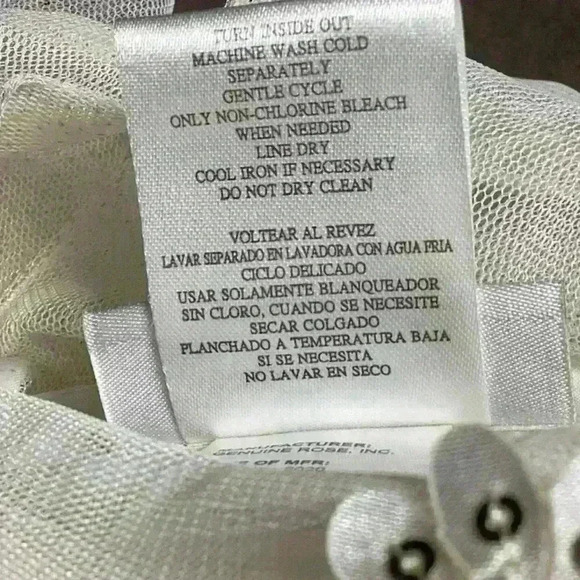 TURN INSIDE OUT
MACHINE WASH COLD
SEPARATELY
GENTLE CYCLE
ONLY NON-CHLORINE BLEACH
WHEN NEEDED
LINE DRY
COOL IRON IF NECESSARY
DO NOT DRY CLEAN
VOLTEAR AL REVEZ
LAVAR SEPARADO EN LAVADORA CON AGUA FRIA
CICLO DELICADO
USAR SOLAMENTE BLANQUEADOR
SIN CLORO, CUANDO SE NECESITE
SECAR COLGADO
PLANCHADO A TEMPERATURA BAJA
SI SE NECESITA
NO LAVAR EN SECO
MANUFACTURER:
GENUINE ROSE, INC.
OF MFR: